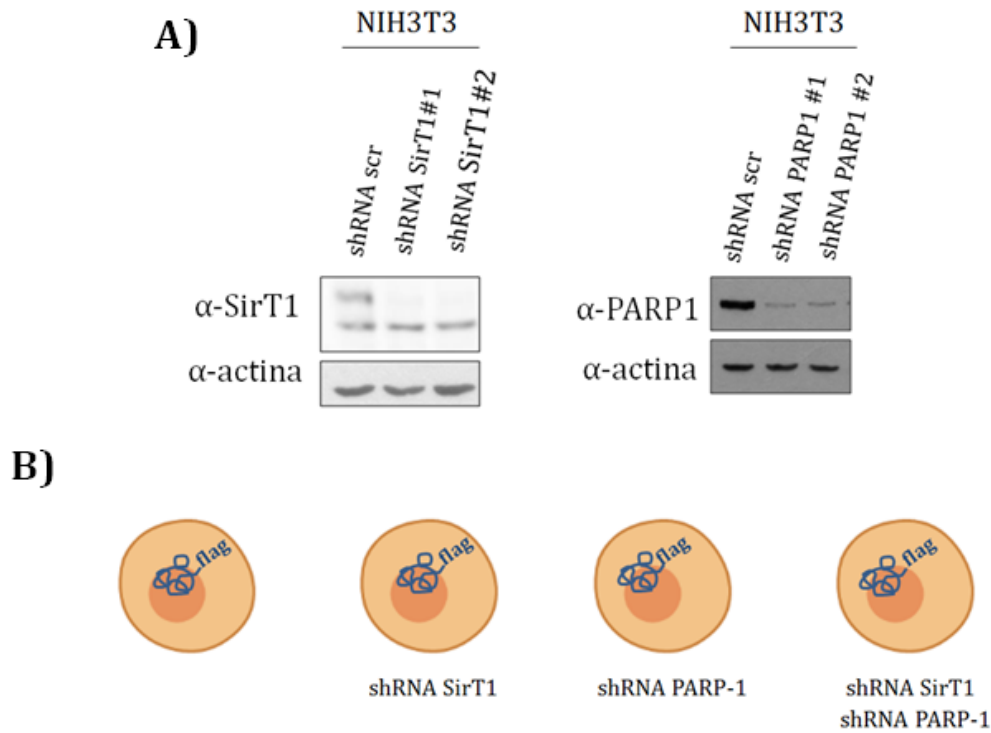 A)
NIH3T3
shRNA scr
shRNA SirT1#1
shRNA SirT1#2
α-SirT1
α-actina
NIH3T3
shRNA scr
shRNA PARP1 #1
shRNA PARP1 #2
α-PARP1
α-actina
B)
flag
flag
shRNA SirT1
flag
shRNA PARP-1
flag
shRNA SirT1
shRNA PARP-1